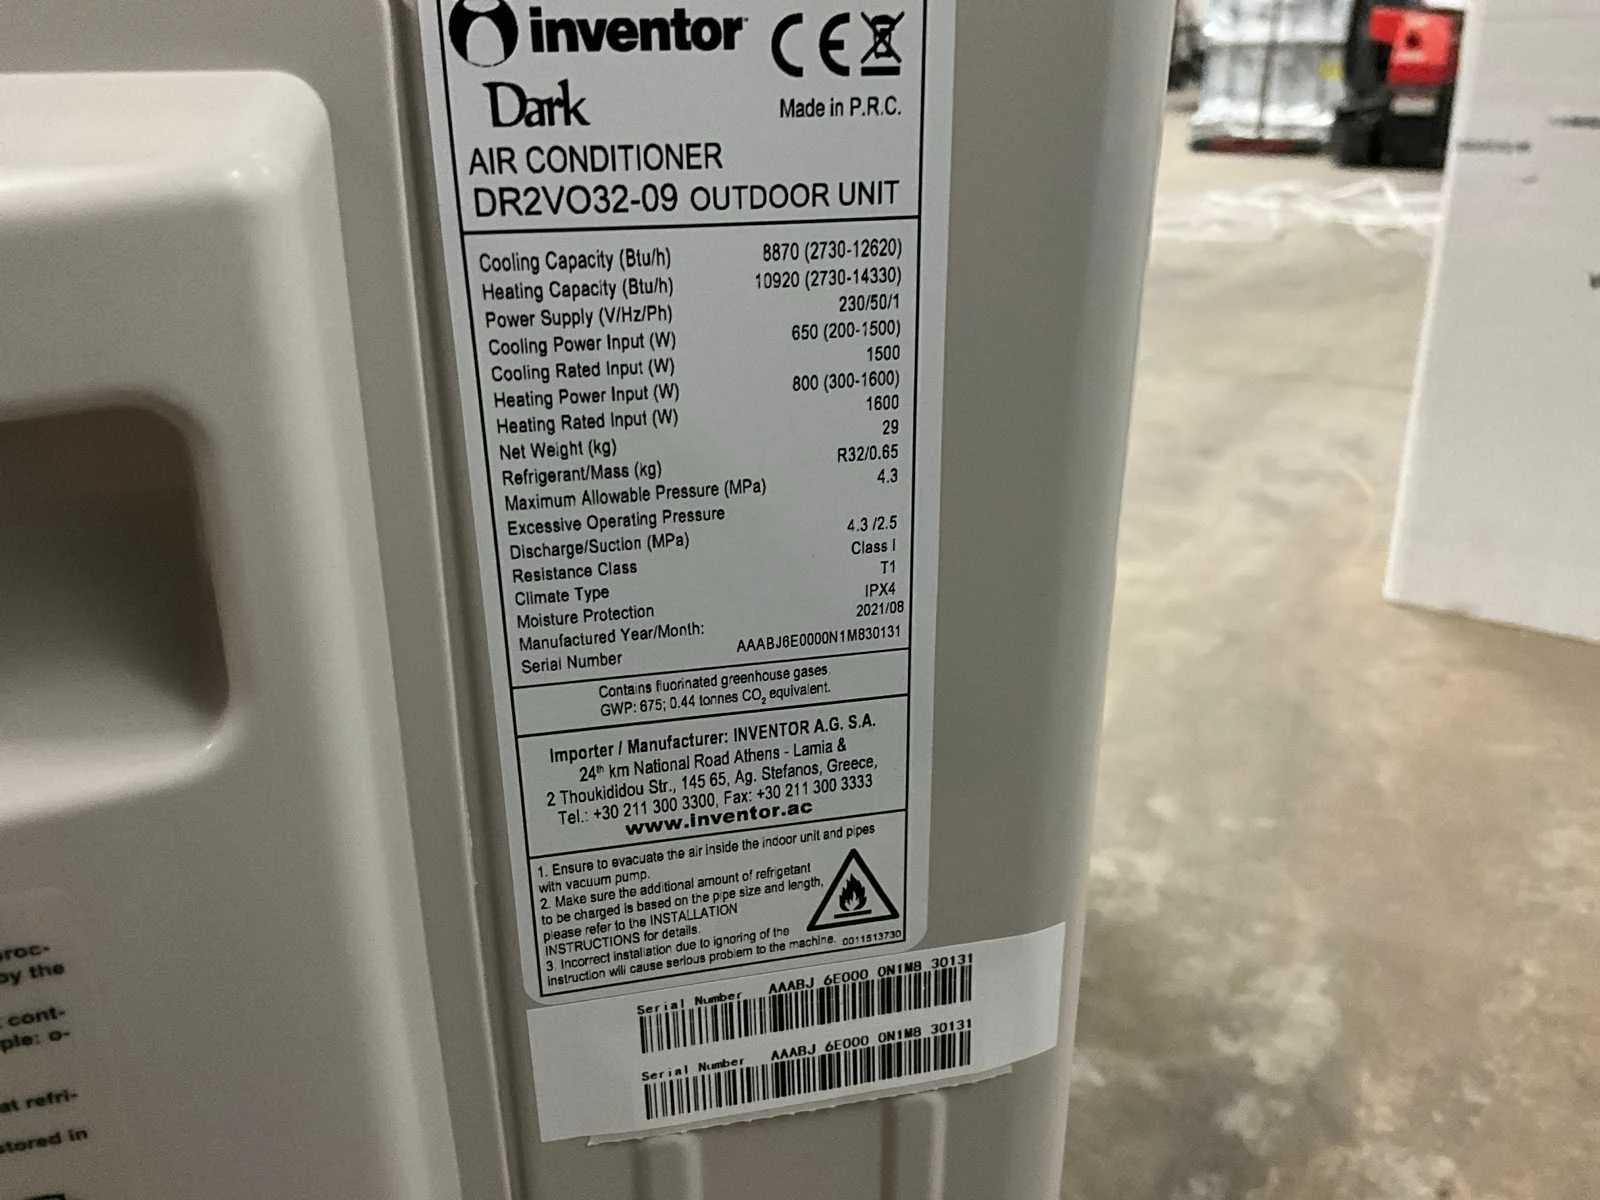 inventor
CE
Dark
Made in P.R.C.
AIR CONDITIONER
DR2VO32-09 OUTDOOR UNIT
Cooling Capacity (Btu/h) 8870 (2730-12620)
Heating Capacity (Btu/h) 10920 (2730-14330)
Power Supply (V/Hz/Ph) 230/50/1
Cooling Power Input (W) 650 (200-1500)
Cooling Rated Input (W) 1500
Heating Power Input (W) 800 (300-1600)
Heating Rated Input (W) 1600
Net Weight (kg) 29
Refrigerant/Mass (kg) R32/0.65
Maximum Allowable Pressure (MPa) 4.3
Excessive Operating Pressure
Discharge/Suction (MPa) 4.3 /2.5
Resistance Class Class I
Climate Type T1
Moisture Protection IPX4
Manufactured Year/Month: 2021/08
Serial Number AAABJ6E0000N1M830131
Contains fluorinated greenhouse gases
GWP: 675; 0.44 tonnes CO₂ equivalent.
Importer / Manufacturer: INVENTOR A.G. S.A.
24th km National Road Athens - Lamia &
2 Thoukididou Str., 145 65, Ag. Stefanos, Greece,
Tel.: +30 211 300 3300, Fax: +30 211 300 3333
www.inventor.ac
1. Ensure to evacuate the air inside the indoor unit and pipes
with vacuum pump.
2. Make sure the additional amount of refrigetant
to be charged is based on the pipe size and length,
please refer to the INSTALLATION
INSTRUCTIONS for details.
3. Incorrect installation due to ignoring of the
instruction will cause serious problem to the machine. 0011513730
Serial Number AAABJ 6E000 0N1M8 30131
Serial Number AAABJ 6E000 0N1M8 30131
roc-
by the
cont-
ple: o-
at refri-
stored in